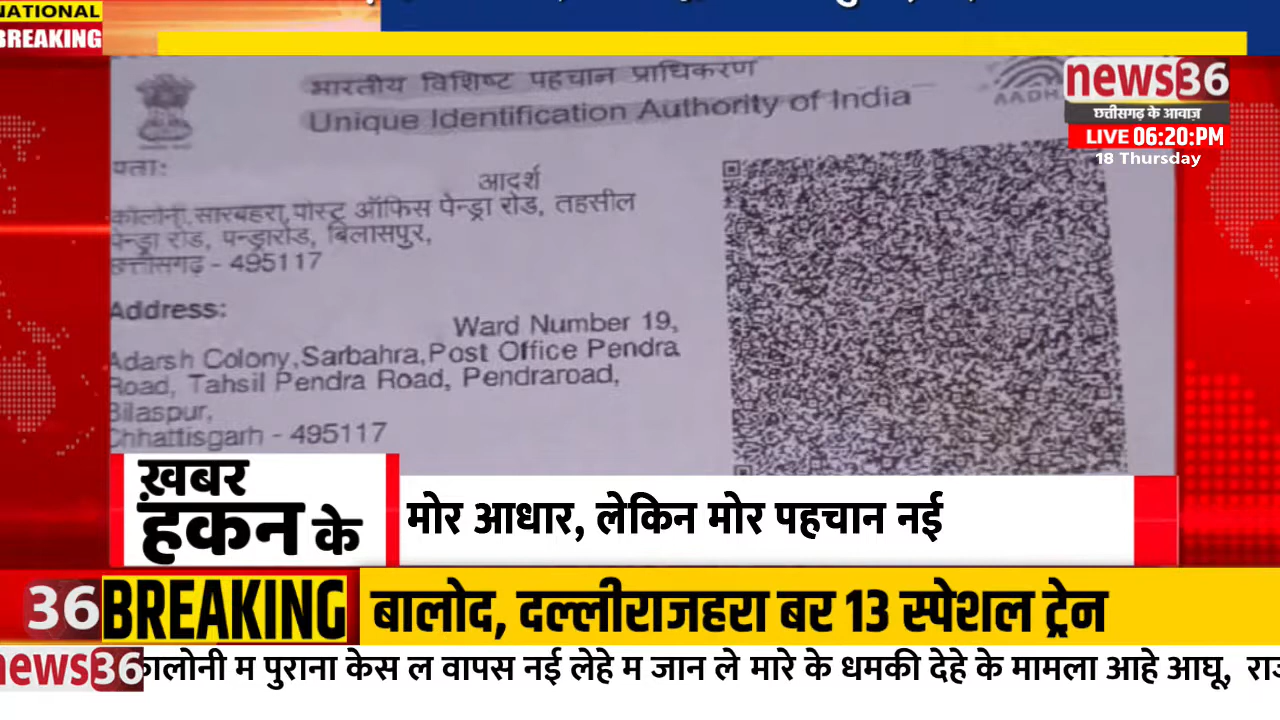 NATIONAL
BREAKING
भारतीय विशिष्ट पहचान प्राधिकरण
Unique Identification Authority of India
AADH
news36
छत्तीसगढ़ के आवाज़
LIVE 06:20:PM
18 Thursday
पता:
आदर्श
कोलोनी,सारबहरा,पोस्ट ऑफिस पेन्ड्रा रोड, तहसील
पेन्ड्रा रोड, पेन्ड्रारोड, बिलासपुर,
छत्तीसगढ़ - 495117
Address:
Ward Number 19,
Adarsh Colony,Sarbahra,Post Office Pendra
Road, Tahsil Pendra Road, Pendraroad,
Bilaspur,
Chhattisgarh - 495117
ख़बर
हकन के
मोर आधार, लेकिन मोर पहचान नई
36 BREAKING
बालोद, दल्लीराजहरा बर 13 स्पेशल ट्रेन
news36
कालोनी म पुराना केस ल वापस नई लेहे म जान ले मारे के धमकी देहे के मामला आहे आघू,